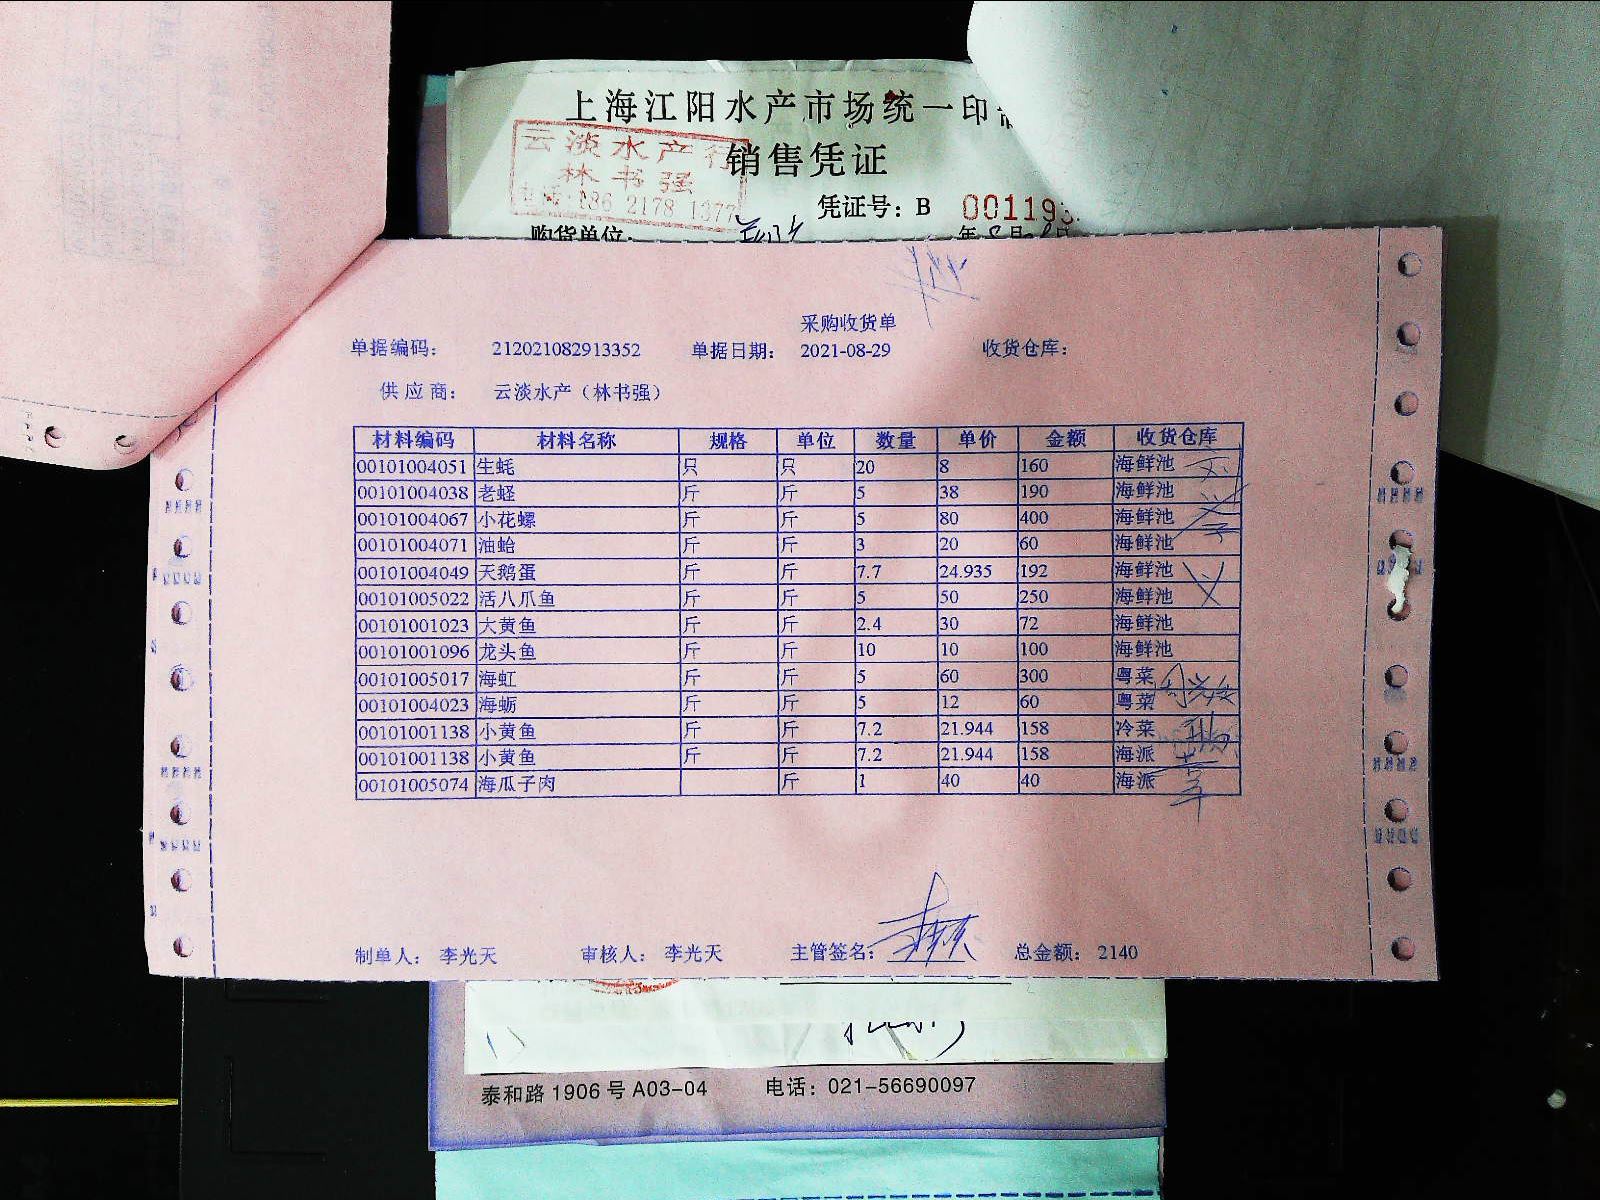 上海江阳水产市场统一印
云淡水产行
销售凭证
林书强
电话:136 2178 1377
凭证号：B 001193
购货单位：
年8月 日
采购收货单
单据编码： 212021082913352 单据日期： 2021-08-29 收货仓库：
供应商： 云淡水产（林书强）
材料编码 材料名称 规格 单位 数量 单价 金额 收货仓库
00101004051 生蚝 只 只 20 8 160 海鲜池
00101004038 老蛏 斤 斤 5 38 190 海鲜池
00101004067 小花螺 斤 斤 5 80 400 海鲜池
00101004071 油蛤 斤 斤 3 20 60 海鲜池
00101004049 天鹅蛋 斤 斤 7.7 24.935 192 海鲜池
00101005022 活八爪鱼 斤 斤 5 50 250 海鲜池
00101001023 大黄鱼 斤 斤 2.4 30 72 海鲜池
00101001096 龙头鱼 斤 斤 10 10 100 海鲜池
00101005017 海虹 斤 斤 5 60 300 粤菜
00101004023 海蛎 斤 斤 5 12 60 粤菜
00101001138 小黄鱼 斤 斤 7.2 21.944 158 冷菜
00101001138 小黄鱼 斤 斤 7.2 21.944 158 海派
00101005074 海瓜子肉 斤 1 40 40 海派
制单人： 李光天 审核人： 李光天 主管签名： 总金额： 2140
泰和路 1906 号 A03-04 电话：021-56690097